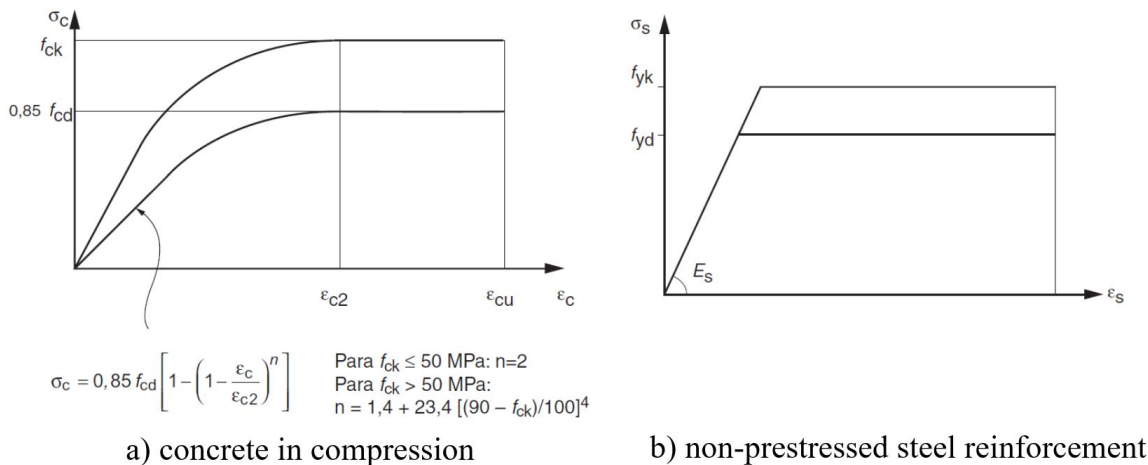 σc
fck
0,85 fcd
εc2
εcu
εc
σc = 0,85 fcd [1−(1−εc/εc2)^n]
Para fck ≤ 50 MPa: n=2
Para fck > 50 MPa:
n = 1,4 + 23,4 [(90 − fck)/100]^4
a) concrete in compression
σs
fyk
fyd
Es
εs
b) non-prestressed steel reinforcement